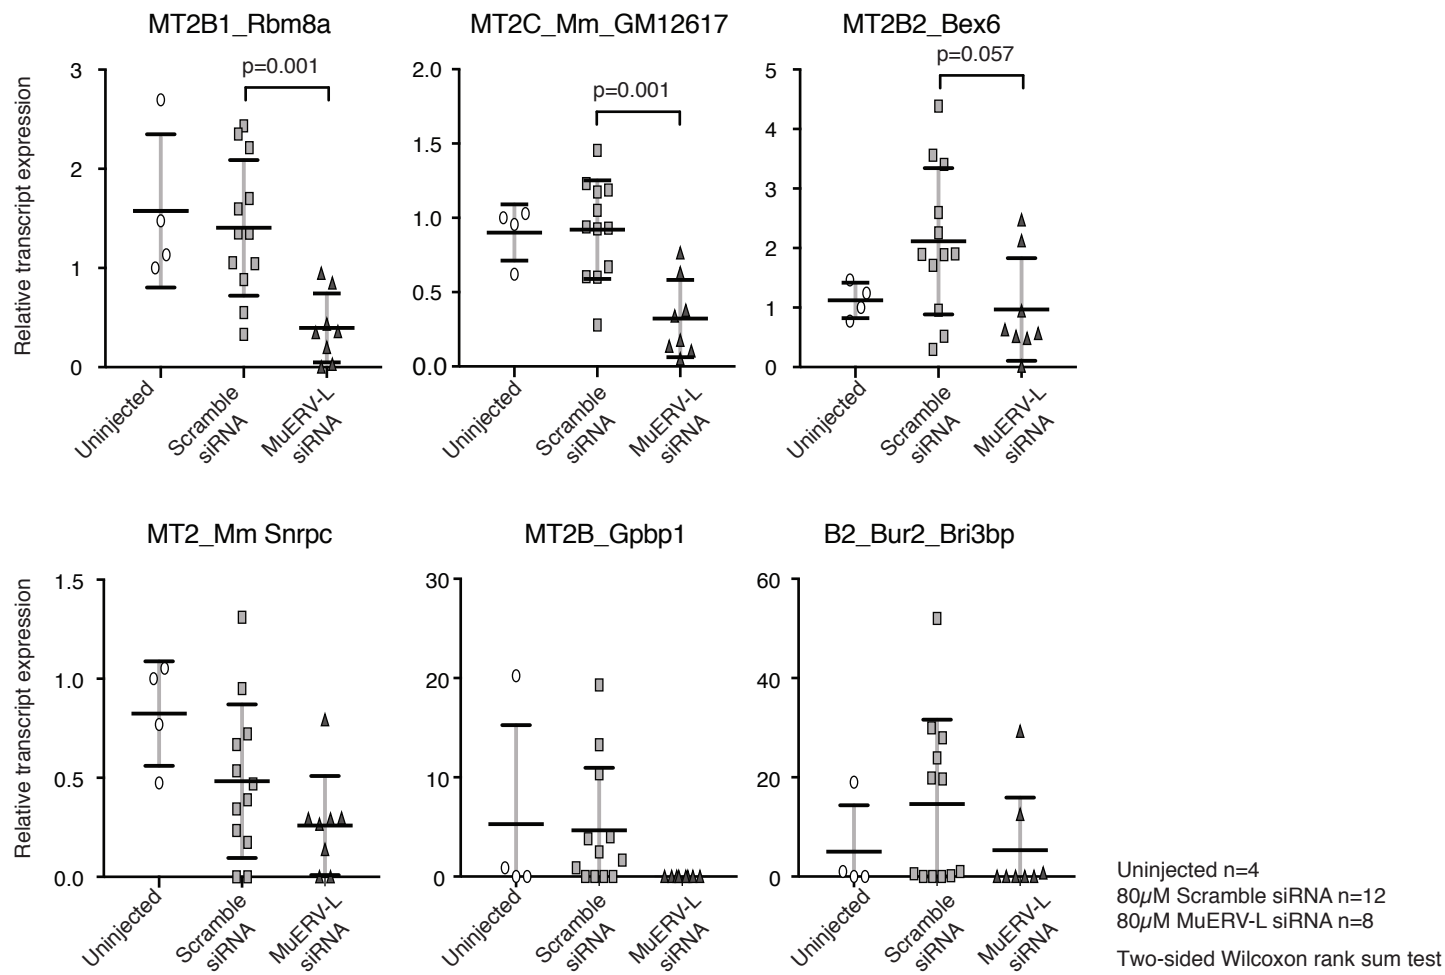 MT2B1_Rbm8a
MT2C_Mm_GM12617
MT2B2_Bex6
Relative transcript expression
3
2
1
0
p=0.001
Uninjected
Scramble
siRNA
MuERV-L
siRNA
2.0
1.5
1.0
0.5
0.0
p=0.001
Uninjected
Scramble
siRNA
MuERV-L
siRNA
5
4
3
2
1
0
p=0.057
Uninjected
Scramble
siRNA
MuERV-L
siRNA
MT2_Mm Snrpc
MT2B_Gpbp1
B2_Bur2_Bri3bp
Relative transcript expression
1.5
1.0
0.5
0.0
Uninjected
Scramble
siRNA
MuERV-L
siRNA
30
20
10
0
Uninjected
Scramble
siRNA
MuERV-L
siRNA
60
40
20
0
Uninjected
Scramble
siRNA
MuERV-L
siRNA
Uninjected n=4
80µM Scramble siRNA n=12
80µM MuERV-L siRNA n=8
Two-sided Wilcoxon rank sum test